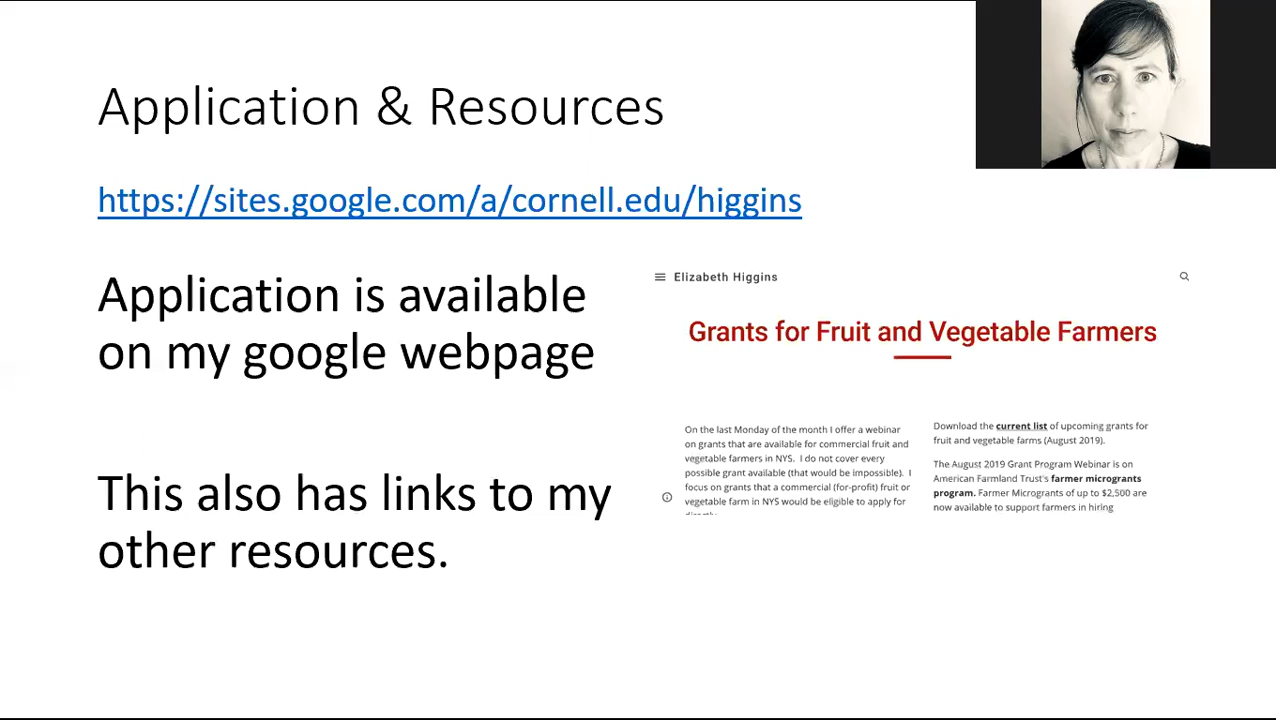 Application & Resources
https://sites.google.com/a/cornell.edu/higgins
Application is available
on my google webpage
This also has links to my
other resources.
Elizabeth Higgins
Grants for Fruit and Vegetable Farmers
On the last Monday of the month I offer a webinar
on grants that are available for commercial fruit and
vegetable farmers in NYS. I do not cover every
possible grant available (that would be impossible). I
focus on grants that a commercial (for-profit) fruit or
vegetable farm in NYS would be eligible to apply for
Download the current list of upcoming grants for
fruit and vegetable farms (August 2019).
The August 2019 Grant Program Webinar is on
American Farmland Trust's farmer microgrants
program. Farmer Microgrants of up to $2,500 are
now available to support farmers in hiring